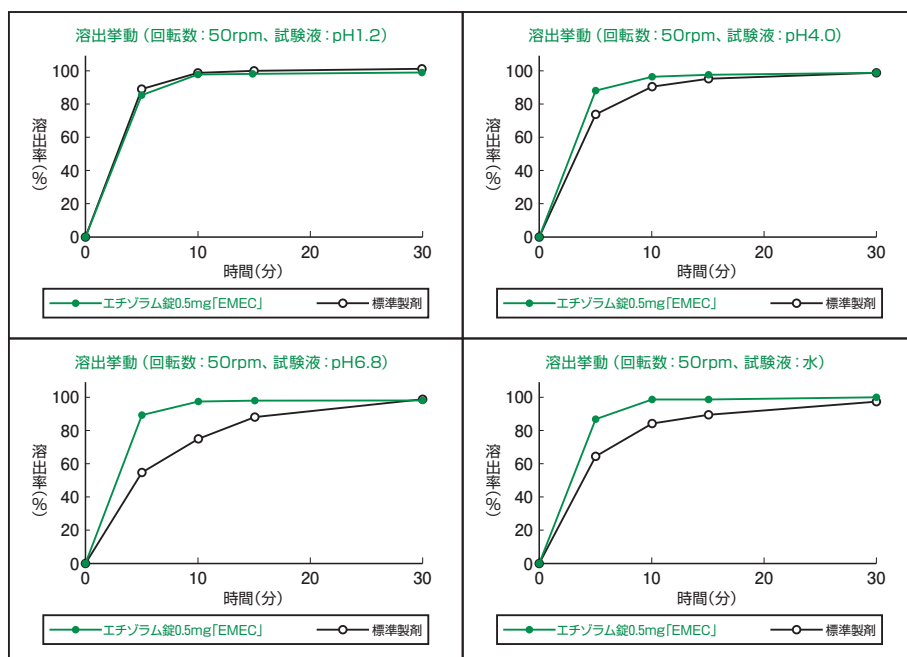 溶出挙動（回転数：50rpm、試験液：pH1.2）
100
80
60
40
20
0
溶出率(%)
0 10 20 30
時間(分)
エチゾラム錠0.5mg「EMEC」 標準製剤
溶出挙動（回転数：50rpm、試験液：pH4.0）
100
80
60
40
20
0
溶出率(%)
0 10 20 30
時間(分)
エチゾラム錠0.5mg「EMEC」 標準製剤
溶出挙動（回転数：50rpm、試験液：pH6.8）
100
80
60
40
20
0
溶出率(%)
0 10 20 30
時間(分)
エチゾラム錠0.5mg「EMEC」 標準製剤
溶出挙動（回転数：50rpm、試験液：水）
100
80
60
40
20
0
溶出率(%)
0 10 20 30
時間(分)
エチゾラム錠0.5mg「EMEC」 標準製剤